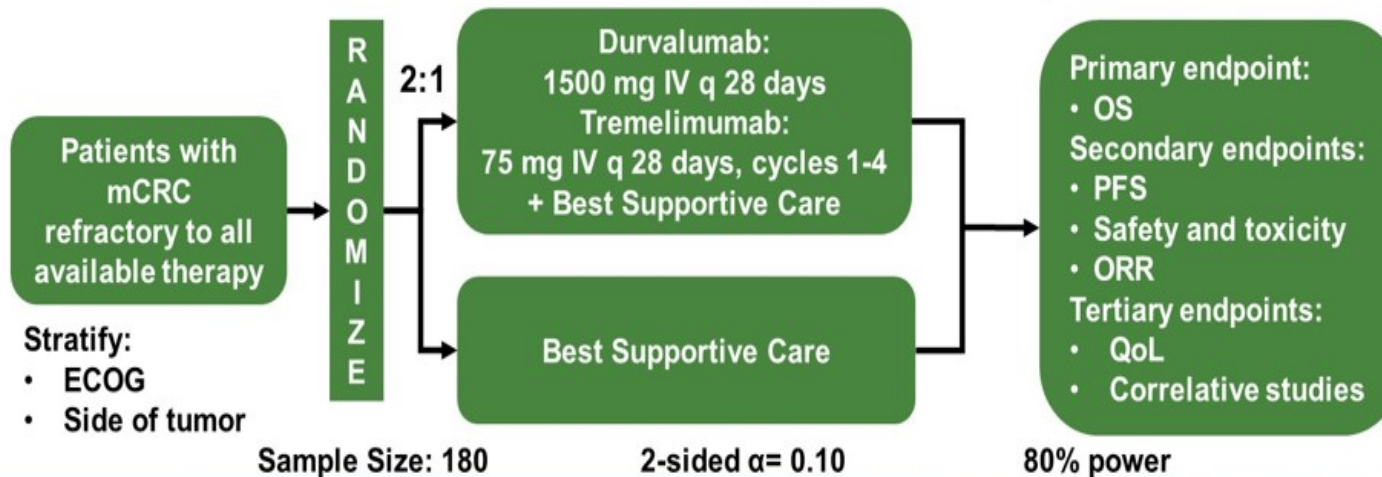 Patients with
mCRC
refractory to all
available therapy
Stratify:
• ECOG
• Side of tumor
RANDOMIZE
2:1
Durvalumab:
1500 mg IV q 28 days
Tremelimumab:
75 mg IV q 28 days, cycles 1-4
+ Best Supportive Care
Best Supportive Care
Primary endpoint:
• OS
Secondary endpoints:
• PFS
• Safety and toxicity
• ORR
Tertiary endpoints:
• QoL
• Correlative studies
Sample Size: 180
2-sided α= 0.10
80% power